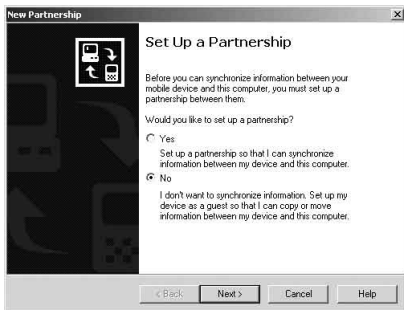 New Partnership
Set Up a Partnership
Before you can synchronize information between your
mobile device and this computer, you must set up a
partnership between them.
Would you like to set up a partnership?
Yes
Set up a partnership so that I can synchronize
information between my device and this computer.
No
I don't want to synchronize information. Set up my
device as a guest so that I can copy or move
information between my device and this computer.
< Back Next > Cancel Help